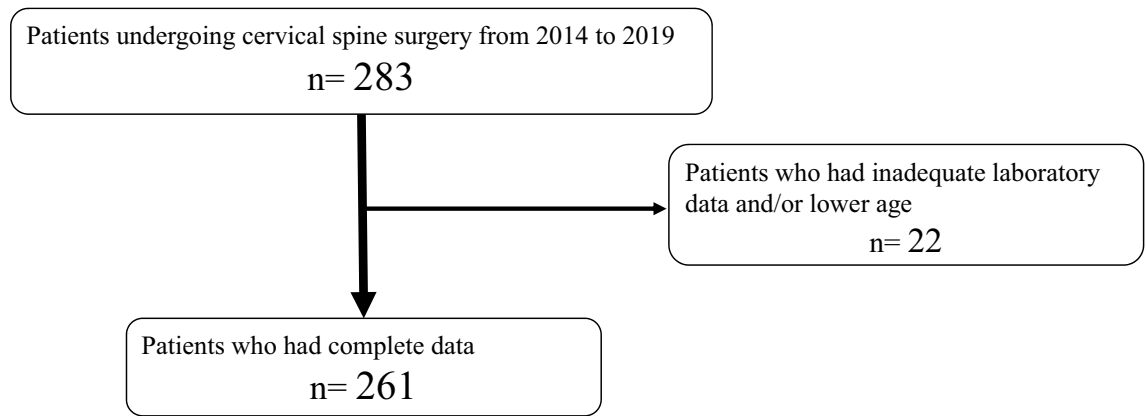 Patients undergoing cervical spine surgery from 2014 to 2019
n= 283
Patients who had inadequate laboratory
data and/or lower age
n= 22
Patients who had complete data
n= 261